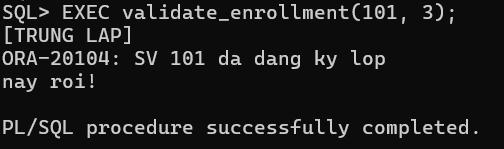 SQL> EXEC validate_enrollment(101, 3);
[TRUNG LAP]
ORA-20104: SV 101 da dang ky lop
nay roi!
PL/SQL procedure successfully completed.